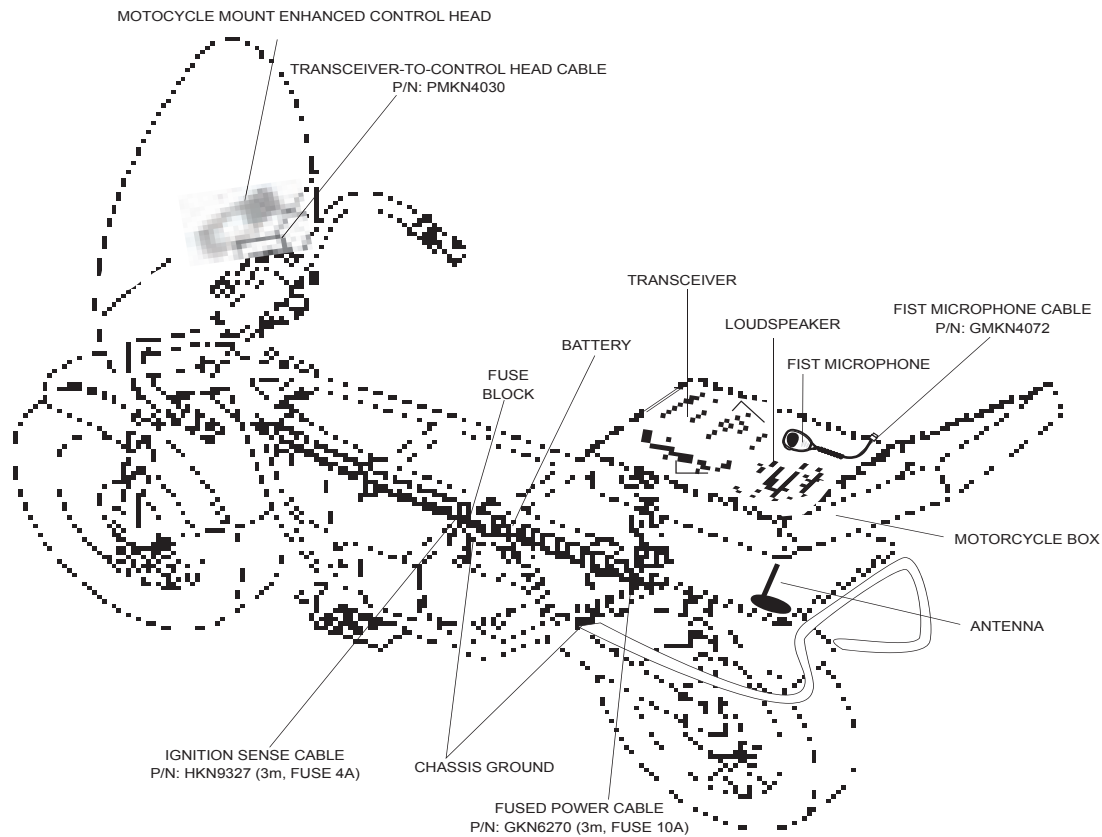 MOTOCYCLE MOUNT ENHANCED CONTROL HEAD
TRANSCEIVER-TO-CONTROL HEAD CABLE
P/N: PMKN4030
TRANSCEIVER
FIST MICROPHONE CABLE
P/N: GMKN4072
LOUDSPEAKER
BATTERY
FIST MICROPHONE
FUSE
BLOCK
MOTORCYCLE BOX
ANTENNA
IGNITION SENSE CABLE
P/N: HKN9327 (3m, FUSE 4A)
CHASSIS GROUND
FUSED POWER CABLE
P/N: GKN6270 (3m, FUSE 10A)